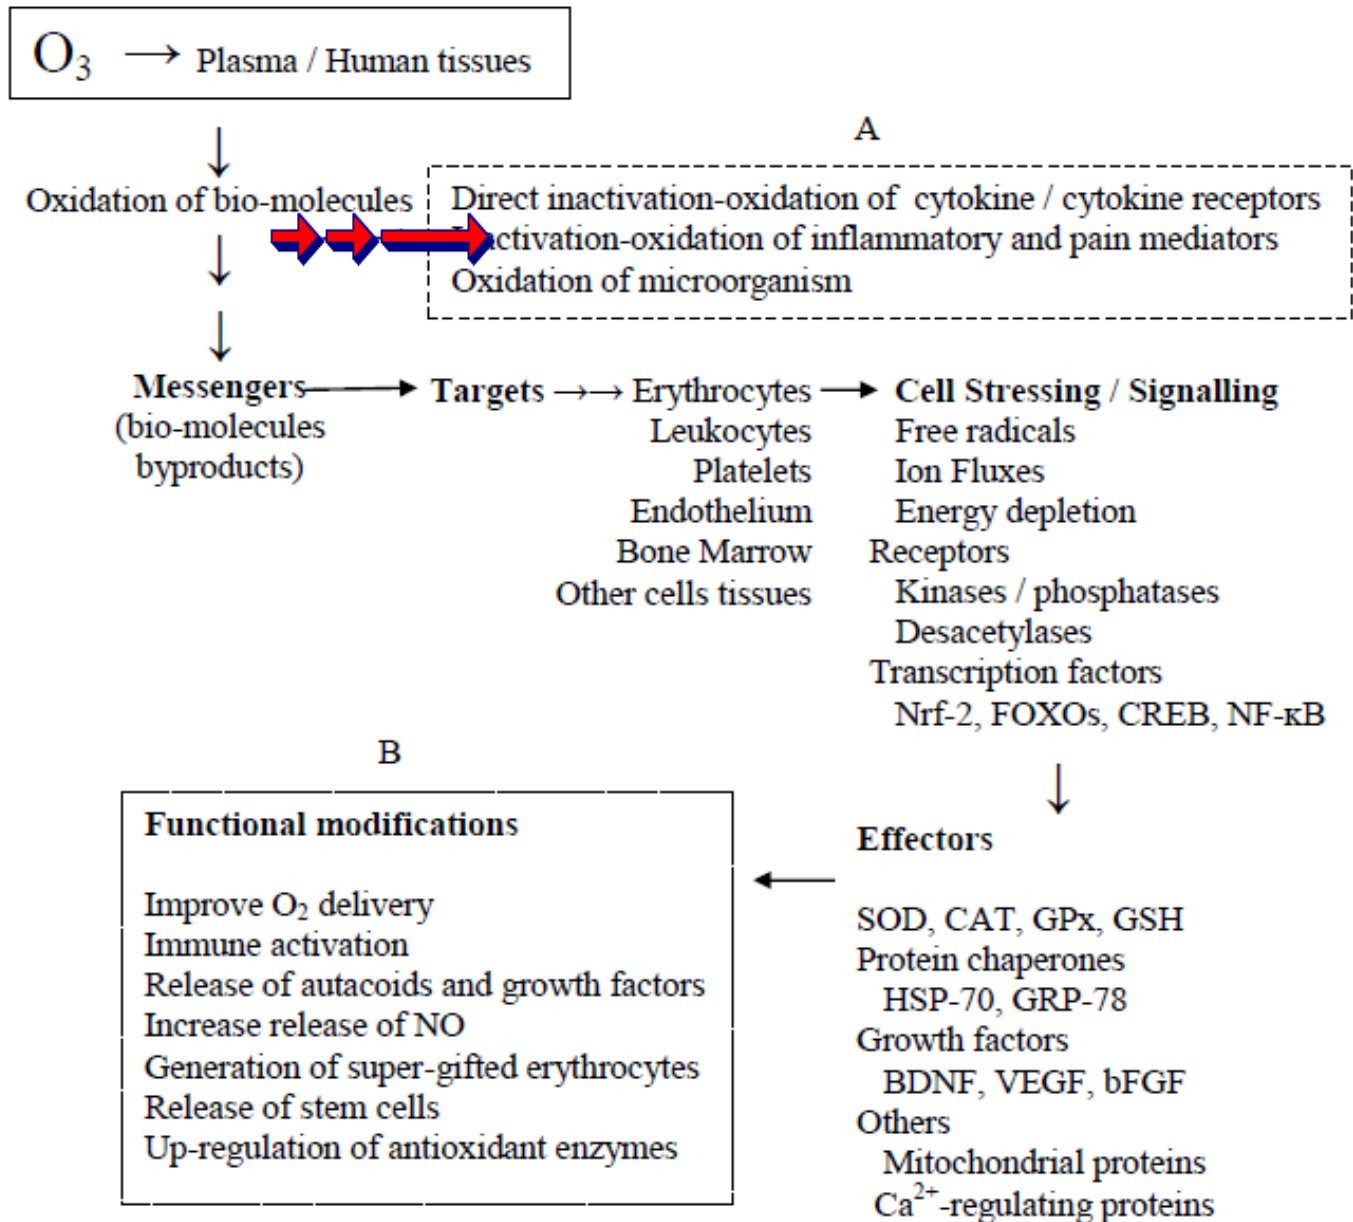 O₃ → Plasma / Human tissues
A
Oxidation of bio-molecules
Direct inactivation-oxidation of cytokine / cytokine receptors
activation-oxidation of inflammatory and pain mediators
Oxidation of microorganism
Messengers → Targets →→ Erythrocytes → Cell Stressing / Signalling
(bio-molecules
byproducts)
Leukocytes
Platelets
Endothelium
Bone Marrow
Other cells tissues
Free radicals
Ion Fluxes
Energy depletion
Receptors
Kinases / phosphatases
Desacetylases
Transcription factors
Nrf-2, FOXOs, CREB, NF-κB
B
Functional modifications
Improve O₂ delivery
Immune activation
Release of autacoids and growth factors
Increase release of NO
Generation of super-gifted erythrocytes
Release of stem cells
Up-regulation of antioxidant enzymes
Effectors
SOD, CAT, GPx, GSH
Protein chaperones
HSP-70, GRP-78
Growth factors
BDNF, VEGF, bFGF
Others
Mitochondrial proteins
Ca²⁺-regulating proteins